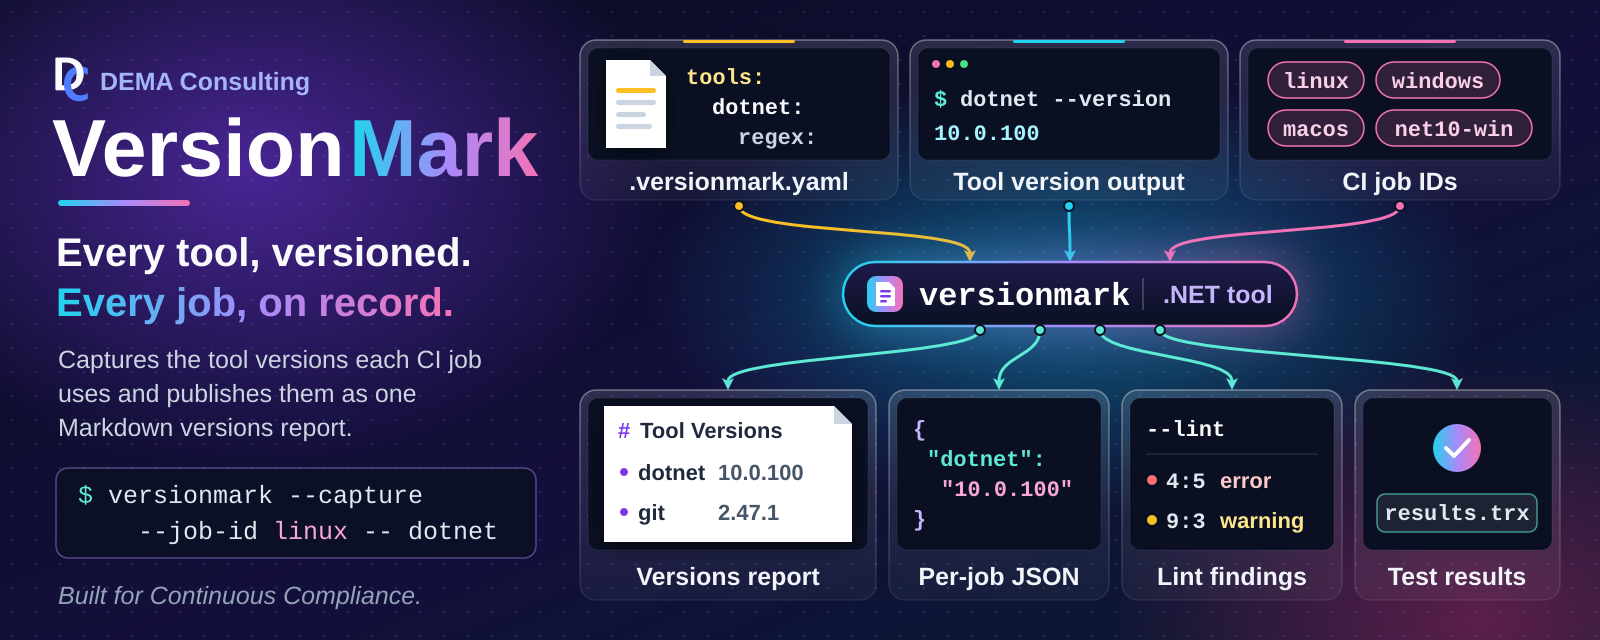 DC DEMA Consulting
VersionMark
Every tool, versioned.
Every job, on record.
Captures the tool versions each CI job
uses and publishes them as one
Markdown versions report.
$ versionmark --capture
--job-id linux -- dotnet
Built for Continuous Compliance.
tools:
dotnet:
regex:
.versionmark.yaml
$ dotnet --version
10.0.100
Tool version output
linux windows
macos net10-win
CI job IDs
versionmark .NET tool
# Tool Versions
dotnet 10.0.100
git 2.47.1
Versions report
{
"dotnet":
"10.0.100"
}
Per-job JSON
--lint
4:5 error
9:3 warning
Lint findings
results.trx
Test results